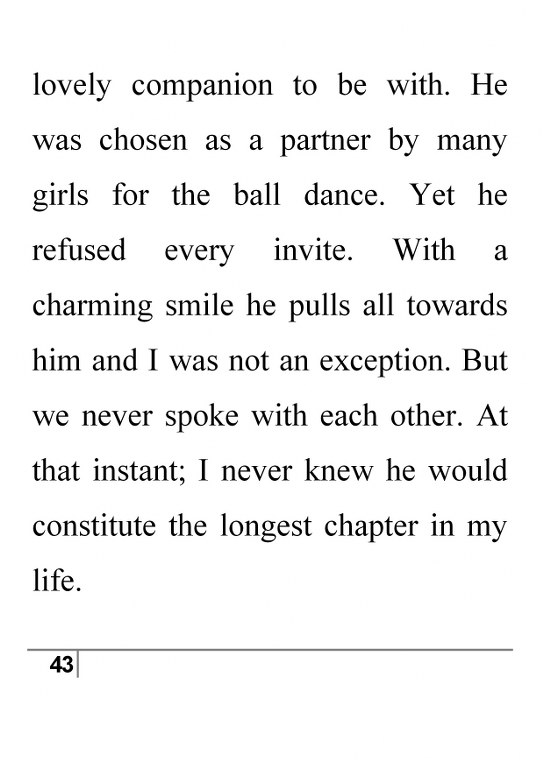 lovely companion to be with. He
was chosen as a partner by many
girls for the ball dance. Yet he
refused every invite. With a
charming smile he pulls all towards
him and I was not an exception. But
we never spoke with each other. At
that instant; I never knew he would
constitute the longest chapter in my
life.
43